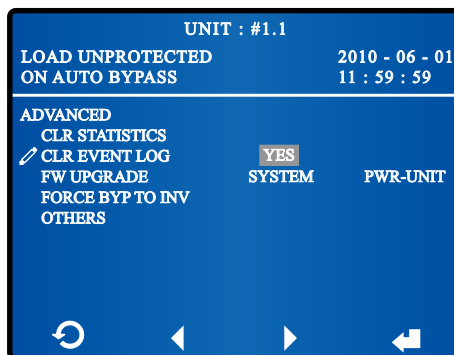 UNIT : #1.1
LOAD UNPROTECTED 2010 - 06 - 01
ON AUTO BYPASS 11 : 59 : 59
ADVANCED
CLR STATISTICS
CLR EVENT LOG YES
FW UPGRADE SYSTEM PWR-UNIT
FORCE BYP TO INV
OTHERS